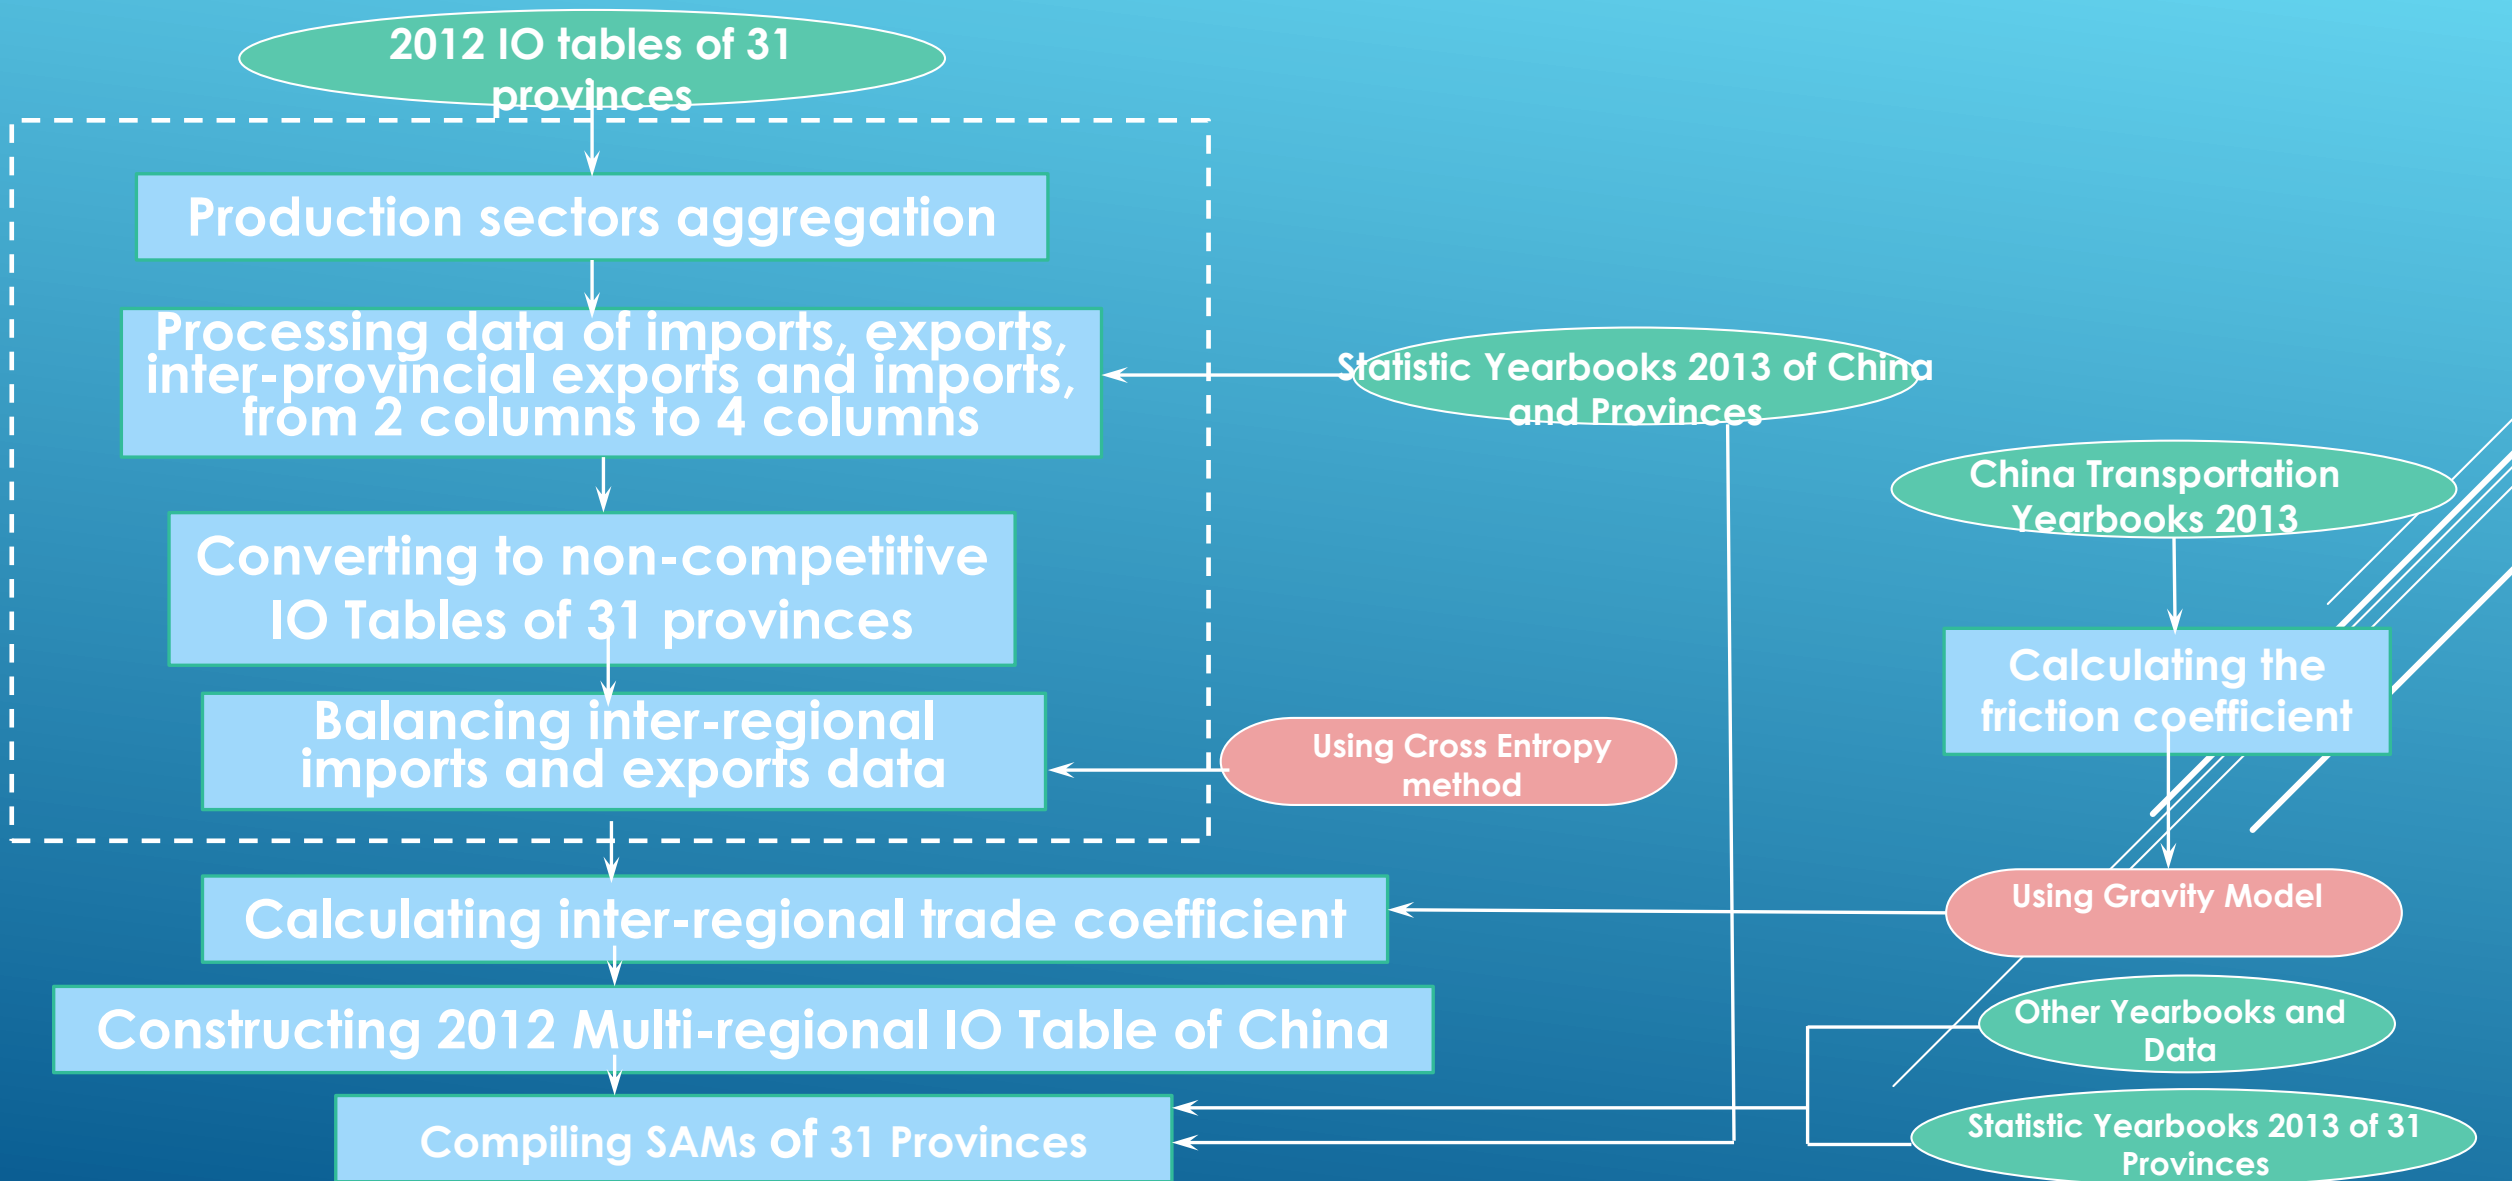 2012 IO tables of 31
provinces
Production sectors aggregation
Processing data of imports, exports,
inter-provincial exports and imports,
from 2 columns to 4 columns
Statistic Yearbooks 2013 of China
and Provinces
China Transportation
Yearbooks 2013
Converting to non-competitive
IO Tables of 31 provinces
Calculating the
friction coefficient
Balancing inter-regional
imports and exports data
Using Cross Entropy
method
Calculating inter-regional trade coefficient
Using Gravity Model
Constructing 2012 Multi-regional IO Table of China
Other Yearbooks and
Data
Compiling SAMs of 31 Provinces
Statistic Yearbooks 2013 of 31
Provinces